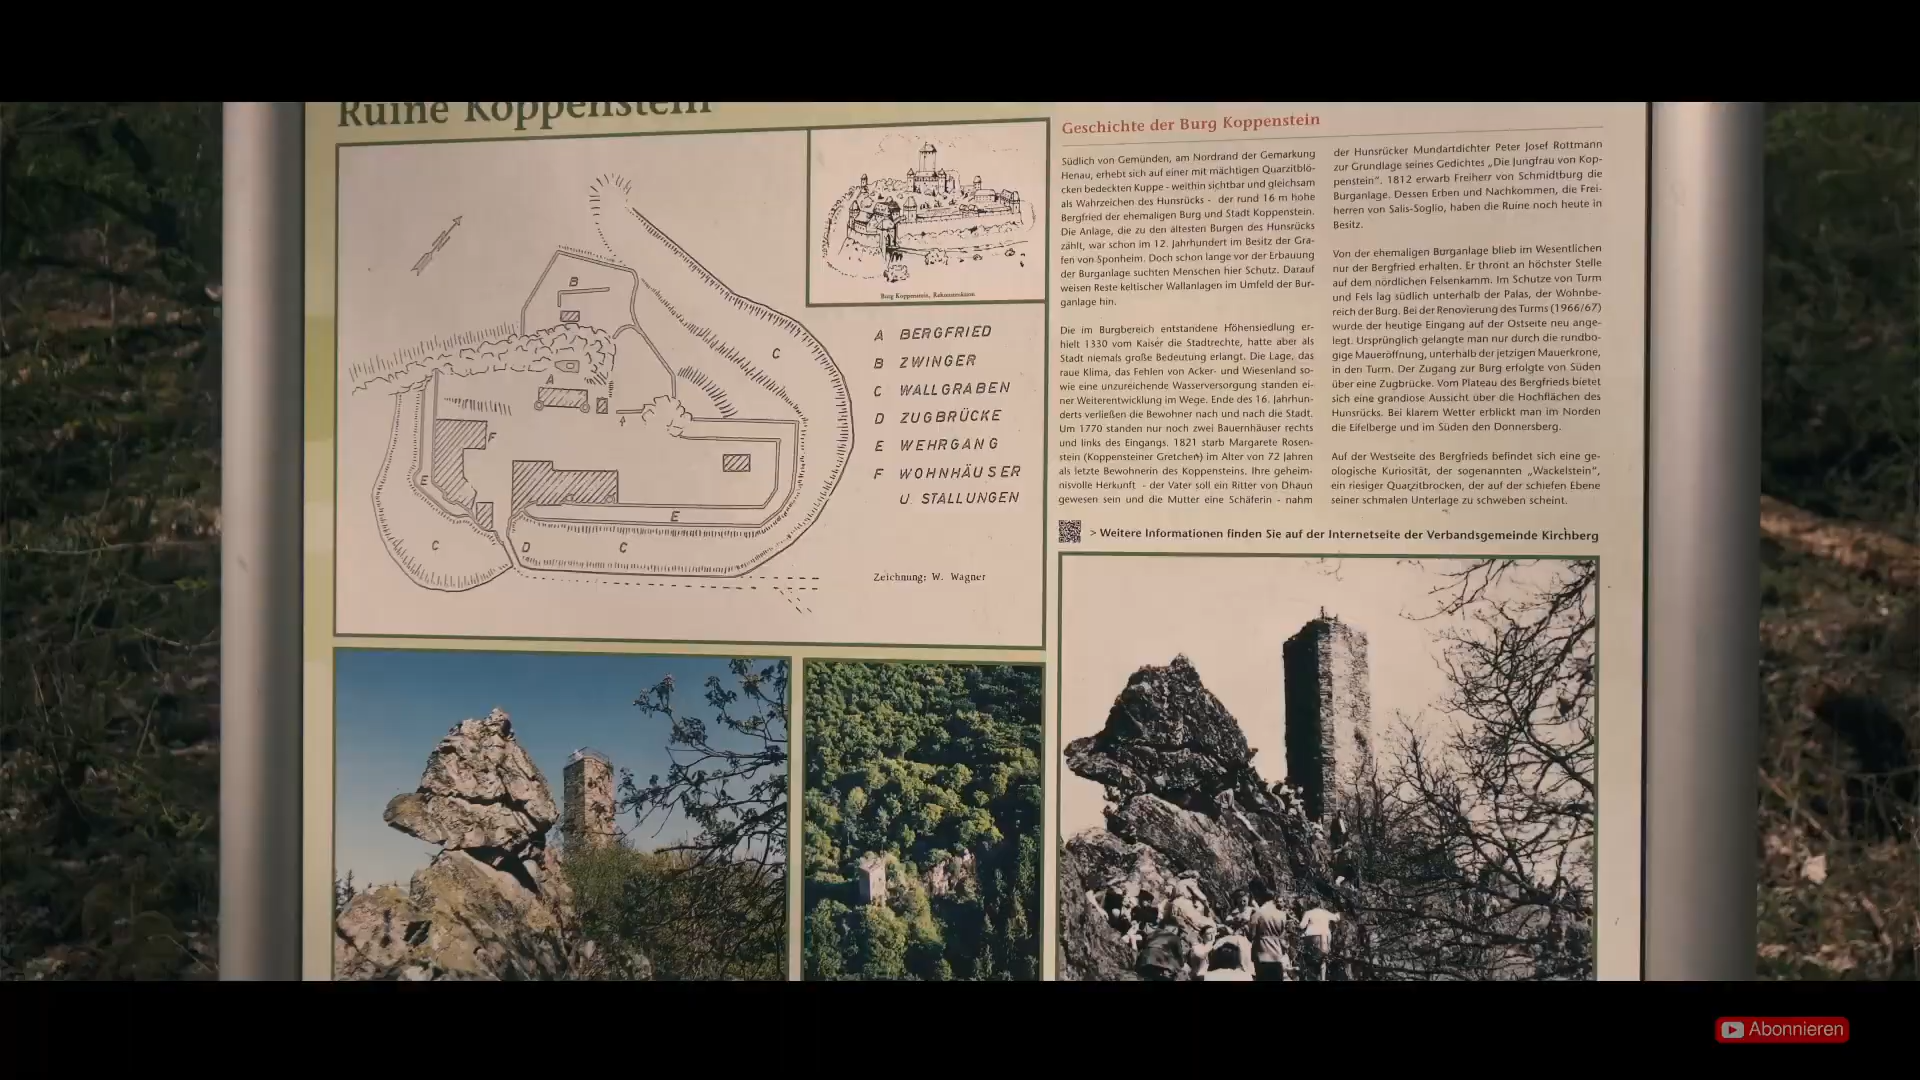 Ruine Koppenstein
B
A
F
E
C
C
D
C
E
Burg Koppenstein, Rekonstruktion
A BERGFRIED
B ZWINGER
C WALLGRABEN
D ZUGBRÜCKE
E WEHRGANG
F WOHNHÄUSER
U. STALLUNGEN
Zeichnung: W. Wagner
Geschichte der Burg Koppenstein
Südlich von Gemünden, am Nordrand der Gemarkung
Henau, erhebt sich auf einer mit mächtigen Quarzitblö-
cken bedeckten Kuppe - weithin sichtbar und gleichsam
als Wahrzeichen des Hunsrücks - der rund 16 m hohe
Bergfried der ehemaligen Burg und Stadt Koppenstein.
Die Anlage, die zu den ältesten Burgen des Hunsrücks
zählt, war schon im 12. Jahrhundert im Besitz der Gra-
fen von Sponheim. Doch schon lange vor der Erbauung
der Burganlage suchten Menschen hier Schutz. Darauf
weisen Reste keltischer Wallanlagen im Umfeld der Bur-
ganlage hin.
Die im Burgbereich entstandene Höhensiedlung er-
hielt 1330 vom Kaiser die Stadtrechte, hatte aber als
Stadt niemals große Bedeutung erlangt. Die Lage, das
raue Klima, das Fehlen von Acker- und Wiesenland so-
wie eine unzureichende Wasserversorgung standen ei-
ner Weiterentwicklung im Wege. Ende des 16. Jahrhun-
derts verließen die Bewohner nach und nach die Stadt.
Um 1770 standen nur noch zwei Bauernhäuser rechts
und links des Eingangs. 1821 starb Margarete Rosen-
stein (Koppensteiner Gretchen) im Alter von 72 Jahren
als letzte Bewohnerin des Koppensteins. Ihre geheim-
nisvolle Herkunft - der Vater soll ein Ritter von Dhaun
gewesen sein und die Mutter eine Schäferin - nahm
der Hunsrücker Mundartdichter Peter Josef Rottmann
zur Grundlage seines Gedichtes „Die Jungfrau von Kop-
penstein“. 1812 erwarb Freiherr von Schmidtburg die
Burganlage. Dessen Erben und Nachkommen, die Frei-
herren von Salis-Soglio, haben die Ruine noch heute in
Besitz.
Von der ehemaligen Burganlage blieb im Wesentlichen
nur der Bergfried erhalten. Er thront an höchster Stelle
auf dem nördlichen Felsenkamm. Im Schutze von Turm
und Fels lag südlich unterhalb der Palas, der Wohnbe-
reich der Burg. Bei der Renovierung des Turms (1966/67)
wurde der heutige Eingang auf der Ostseite neu ange-
legt. Ursprünglich gelangte man nur durch die rundbo-
gige Maueröffnung, unterhalb der jetzigen Mauerkrone,
in den Turm. Der Zugang zur Burg erfolgte von Süden
über eine Zugbrücke. Vom Plateau des Bergfrieds bietet
sich eine grandiose Aussicht über die Hochflächen des
Hunsrücks. Bei klarem Wetter erblickt man im Norden
die Eifelberge und im Süden den Donnersberg.
Auf der Westseite des Bergfrieds befindet sich eine ge-
ologische Kuriosität, der sogenannten „Wackelstein“,
ein riesiger Quarzitbrocken, der auf der schiefen Ebene
seiner schmalen Unterlage zu schweben scheint.
> Weitere Informationen finden Sie auf der Internetseite der Verbandsgemeinde Kirchberg
Abonnieren